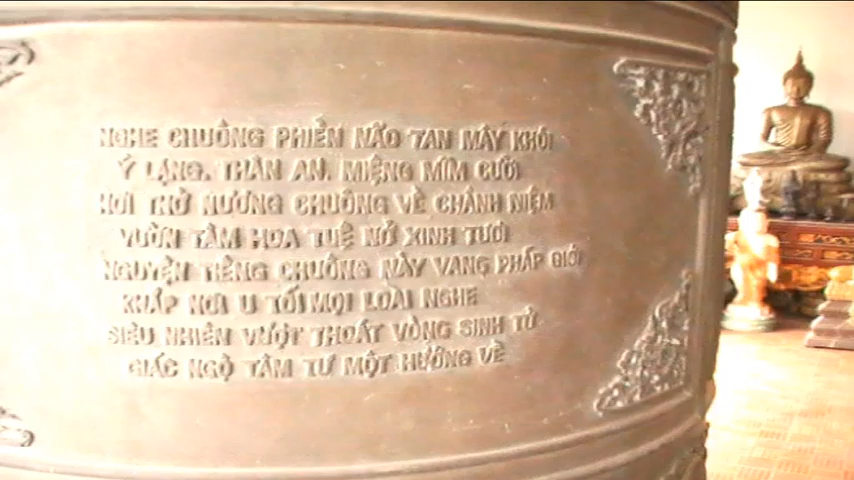 NGHE CHUÔNG PHIỀN NÃO TAN MÂY KHÓI
Ý LẶNG. THÂN AN. MIỆNG MĨM CƯỜI
HƠI THỞ NƯƠNG CHUÔNG VỀ CHÁNH NIỆM
VƯỜN TÂM HOA TUỆ NỞ XINH TƯƠI
NGUYỆN TIẾNG CHUÔNG NÀY VANG PHÁP GIỚI
KHẮP NƠI U TỐI MỌI LOÀI NGHE
SIÊU NHIÊN VƯỢT THOÁT VÒNG SINH TỬ
GIÁC NGỘ TÂM TƯ MỘT HƯỚNG VỀ